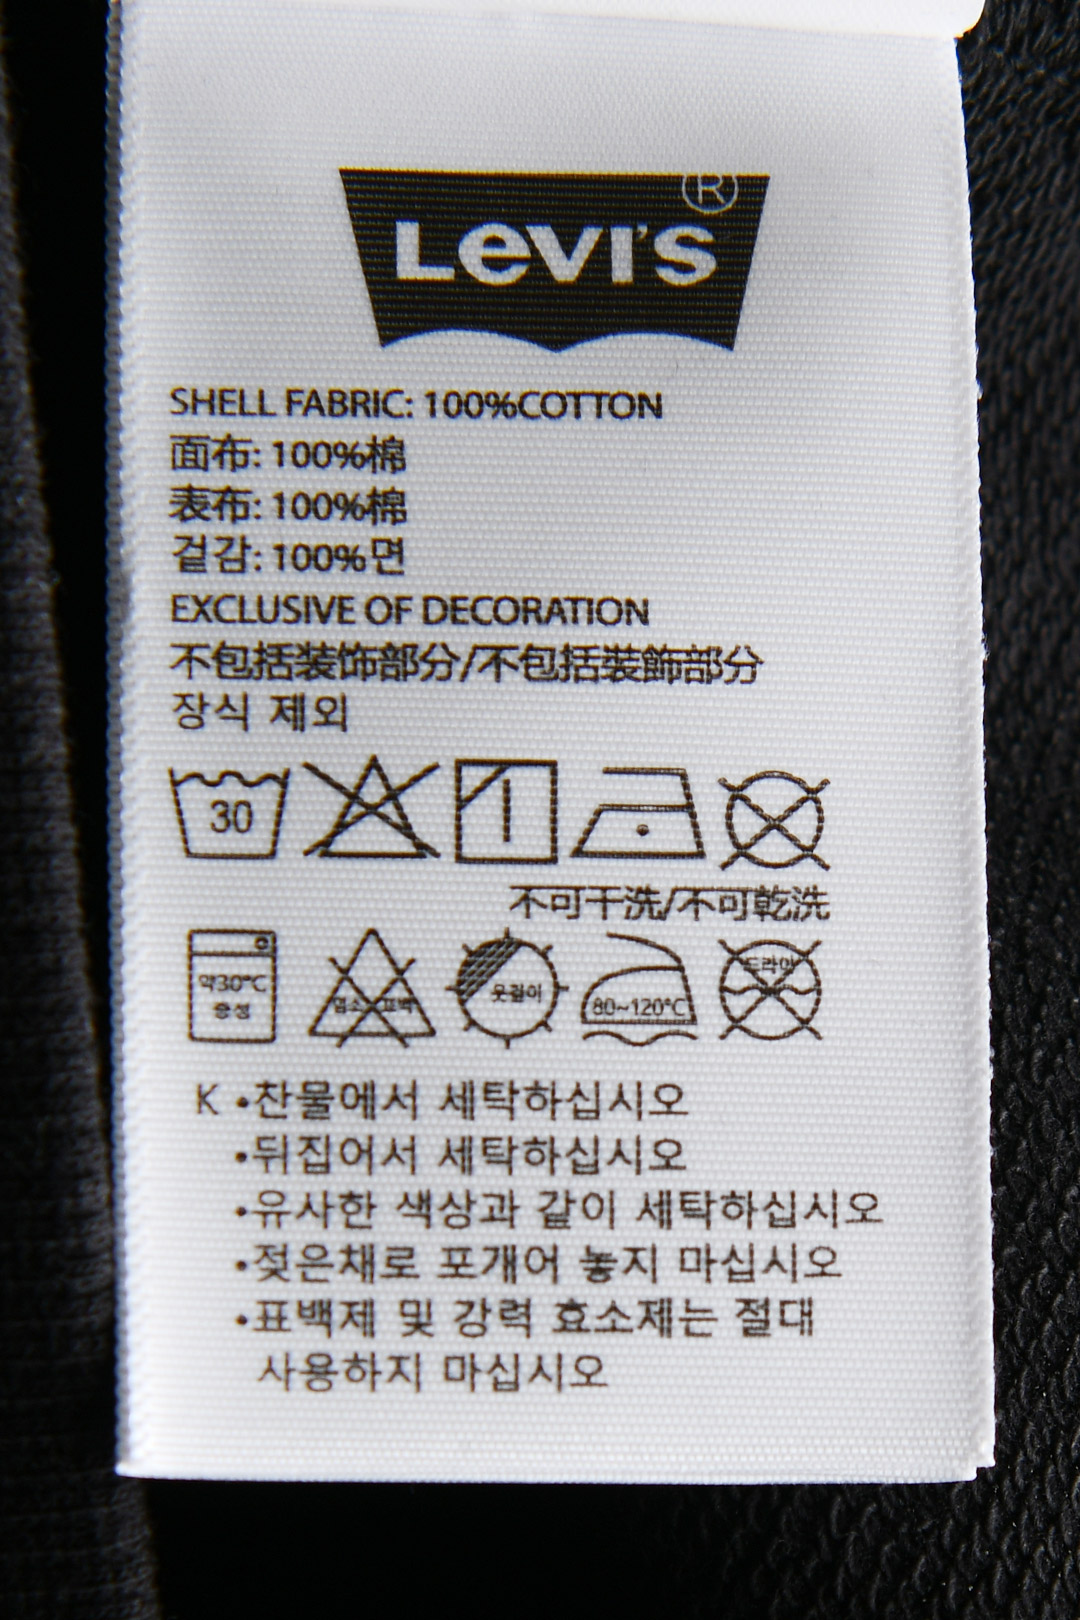 LEVI'S®
SHELL FABRIC: 100%COTTON
面布: 100%棉
表布: 100%棉
겉감: 100%면
EXCLUSIVE OF DECORATION
不包括装饰部分/不包括裝飾部分
장식 제외
30
不可干洗/不可乾洗
약30°C
중성
염소 표백
옷걸이
80~120°C
드라이
K •찬물에서 세탁하십시오
•뒤집어서 세탁하십시오
•유사한 색상과 같이 세탁하십시오
•젖은채로 포개어 놓지 마십시오
•표백제 및 강력 효소제는 절대
사용하지 마십시오